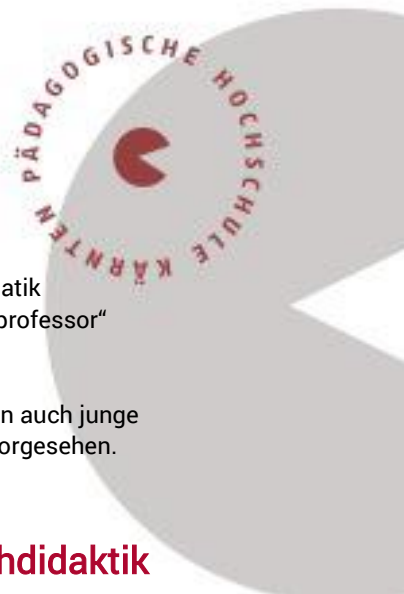 PÄDAGOGISCHE HOCHSCHULE KÄRNTEN
atik
professor“
n auch junge
orgesehen.
hdidaktik